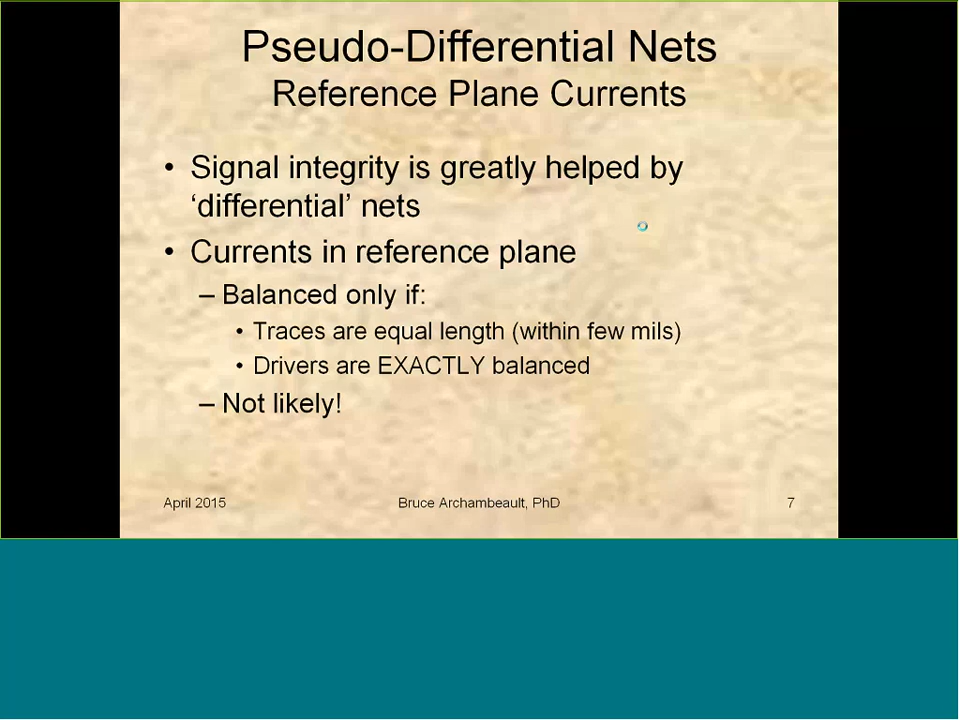 Pseudo-Differential Nets
Reference Plane Currents
• Signal integrity is greatly helped by
‘differential’ nets
• Currents in reference plane
– Balanced only if:
• Traces are equal length (within few mils)
• Drivers are EXACTLY balanced
– Not likely!
April 2015 Bruce Archambeault, PhD 7